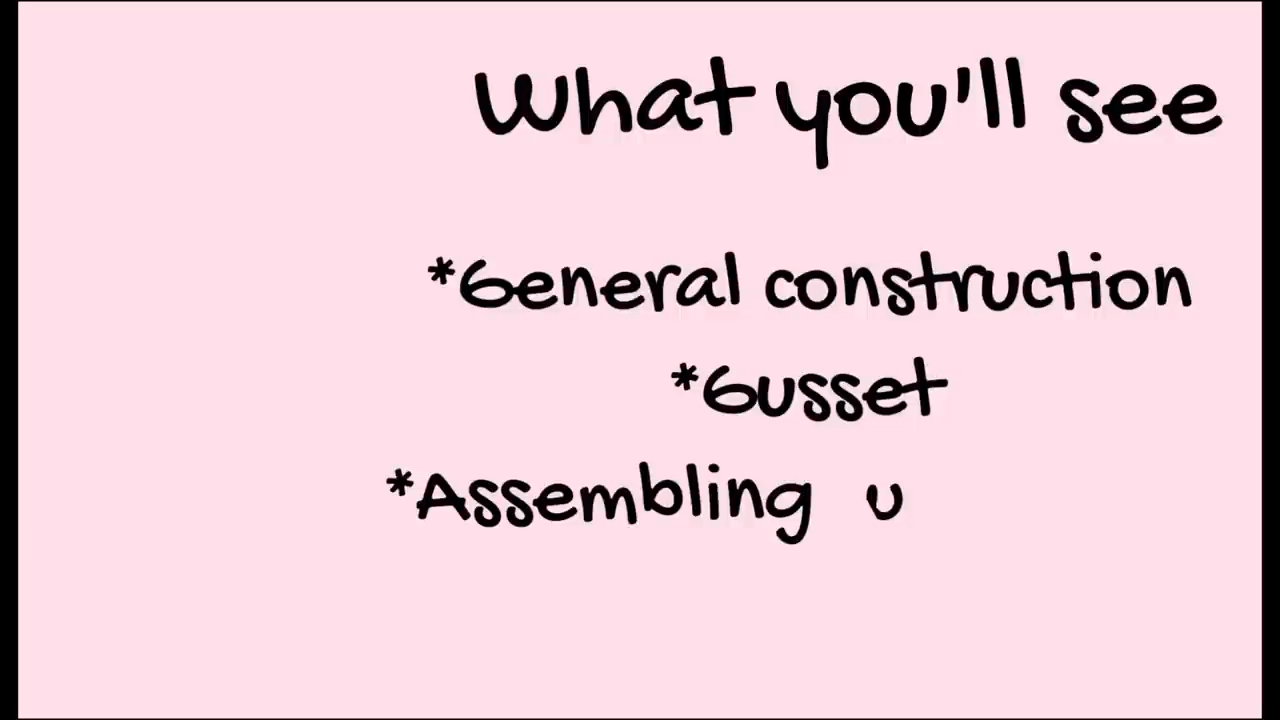 What you'll see
*General construction
*Gusset
*Assembling u